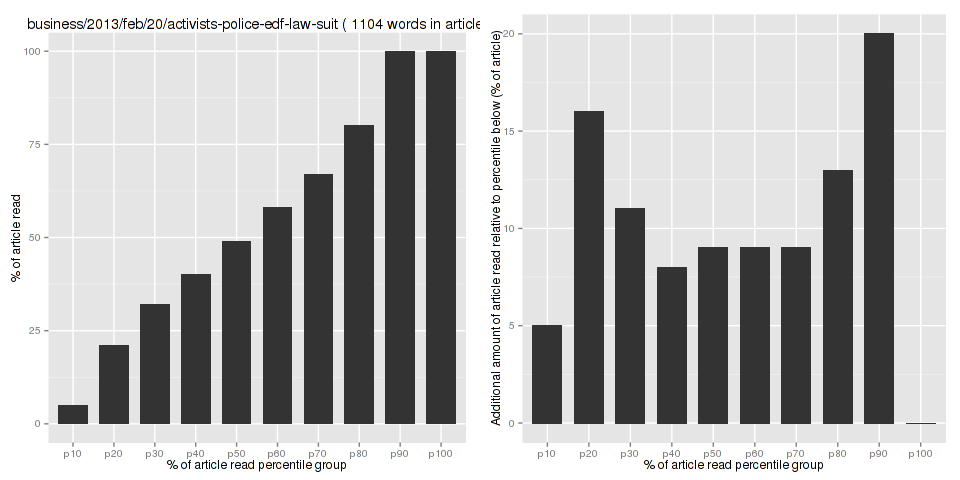 business/2013/feb/20/activists-police-edf-law-suit ( 1104 words in article
% of article read
100
75
50
25
0
p10 p20 p30 p40 p50 p60 p70 p80 p90 p100
% of article read percentile group
Additional amount of article read relative to percentile below (% of article)
20
15
10
5
0
p10 p20 p30 p40 p50 p60 p70 p80 p90 p100
% of article read percentile group